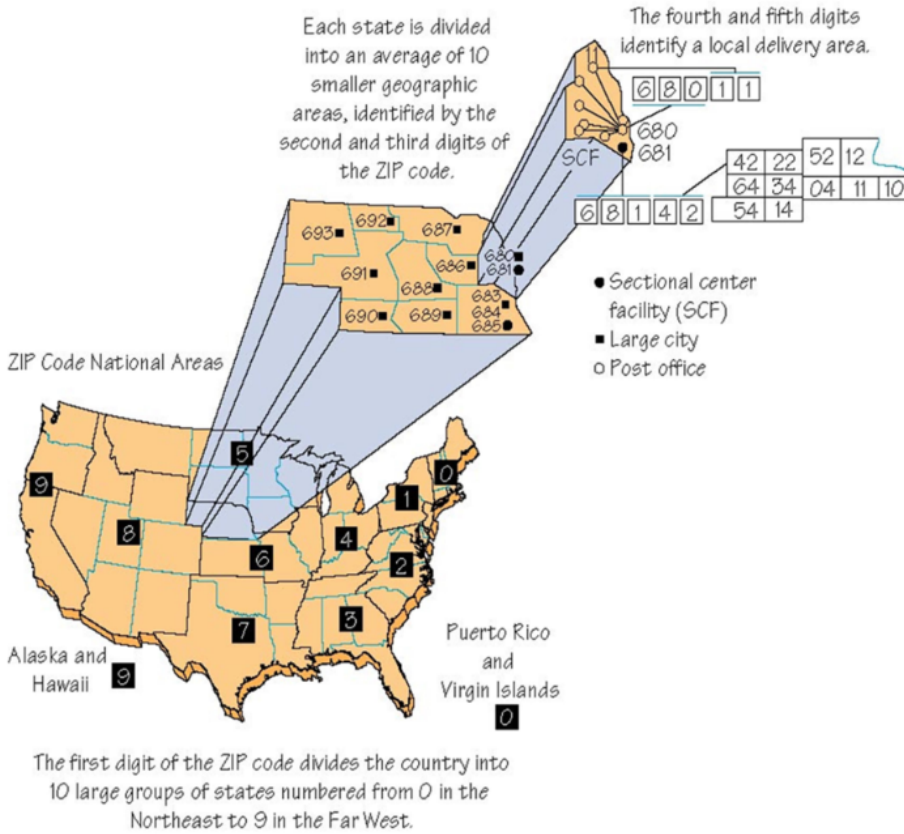 Each state is divided
into an average of 10
smaller geographic
areas, identified by the
second and third digits of
the ZIP code.
The fourth and fifth digits
identify a local delivery area.
6 8 0 1 1
680
681
SCF
42 22 52 12
64 34 04 11 10
54 14
6 8 1 4 2
693
692
687
691
686
688
690
689
680
681
683
684
685
Sectional center
facility (SCF)
Large city
Post office
ZIP Code National Areas
5
9
0
1
8
4
6
2
3
7
Alaska and
Hawaii 9
Puerto Rico
and
Virgin Islands
0
The first digit of the ZIP code divides the country into
10 large groups of states numbered from 0 in the
Northeast to 9 in the Far West.